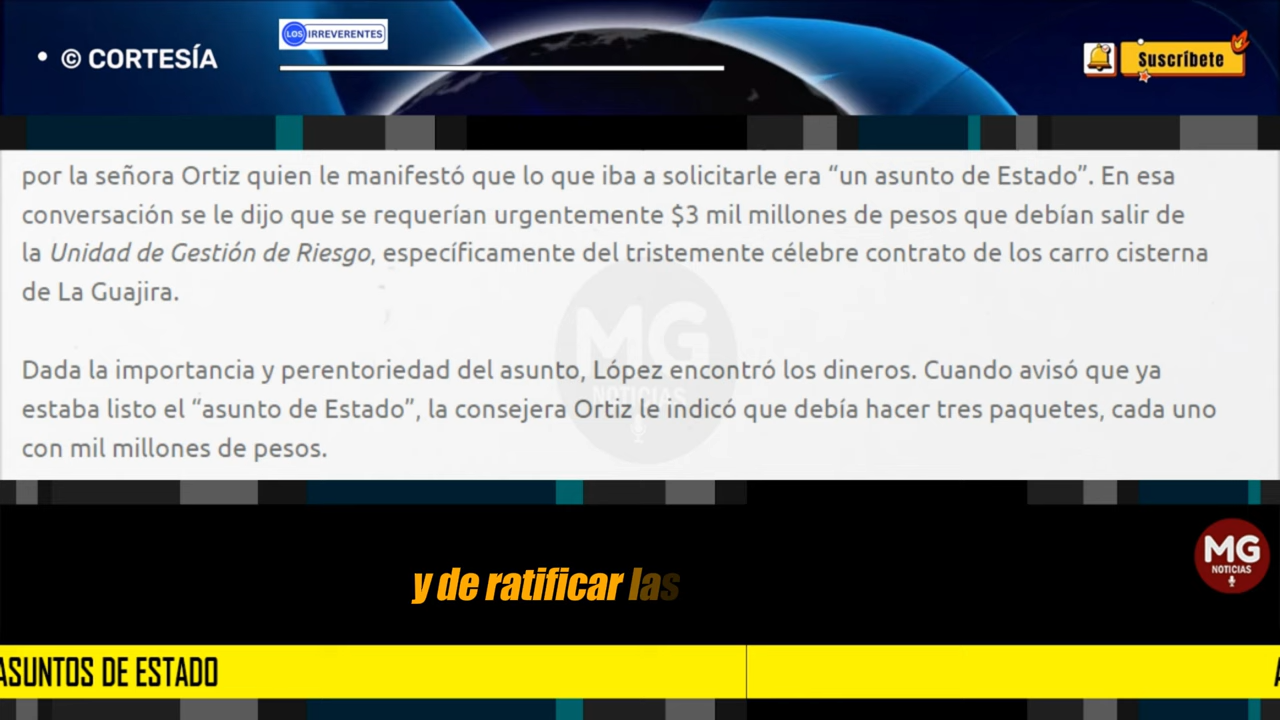 • © CORTESÍA
LOS IRREVERENTES
Suscríbete
por la señora Ortiz quien le manifestó que lo que iba a solicitarle era “un asunto de Estado”. En esa
conversación se le dijo que se requerían urgentemente $3 mil millones de pesos que debían salir de
la Unidad de Gestión de Riesgo, específicamente del tristemente célebre contrato de los carro cisterna
de La Guajira.
Dada la importancia y perentoriedad del asunto, López encontró los dineros. Cuando avisó que ya
estaba listo el “asunto de Estado”, la consejera Ortiz le indicó que debía hacer tres paquetes, cada uno
con mil millones de pesos.
MG
NOTICIAS
MG
NOTICIAS
y de ratificar las
ASUNTOS DE ESTADO